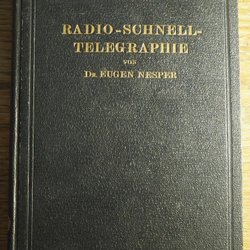 RADIO-SCHNELL-
TELEGRAPHIE
VON
DR. EUGEN NESPER